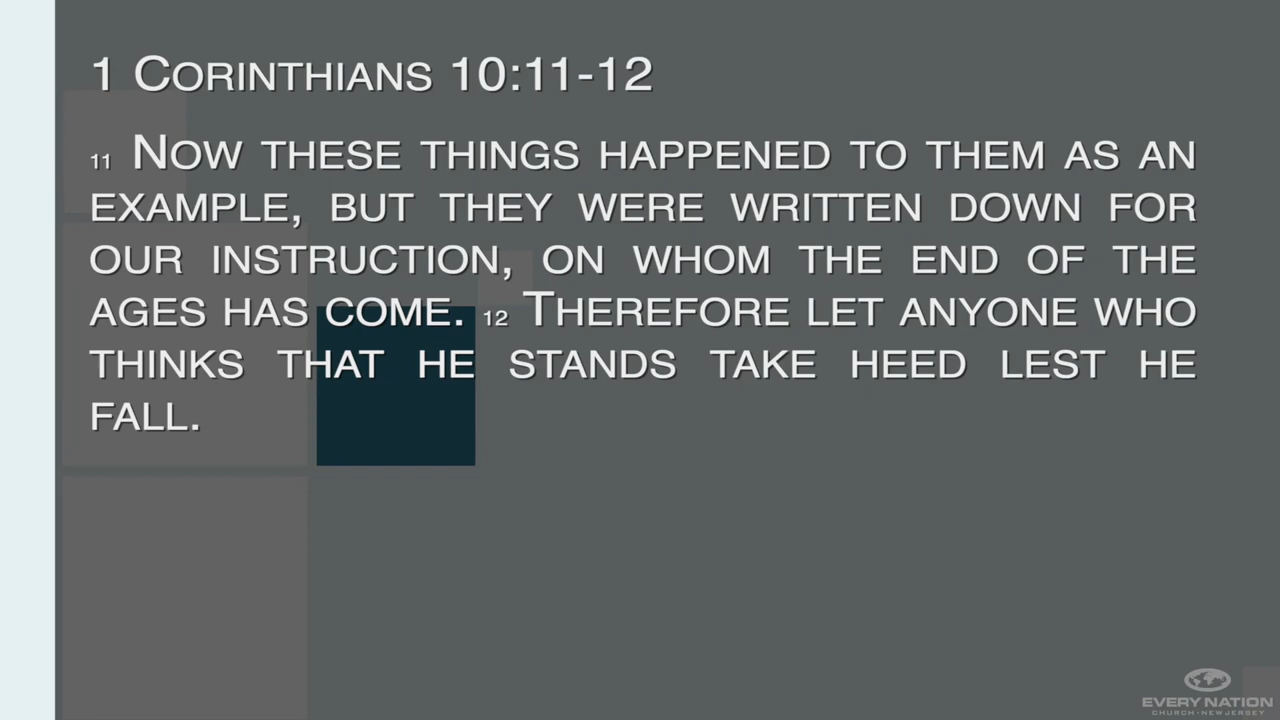 1 CORINTHIANS 10:11-12
11 NOW THESE THINGS HAPPENED TO THEM AS AN
EXAMPLE, BUT THEY WERE WRITTEN DOWN FOR
OUR INSTRUCTION, ON WHOM THE END OF THE
AGES HAS COME. 12 THEREFORE LET ANYONE WHO
THINKS THAT HE STANDS TAKE HEED LEST HE
FALL.
EVERY NATION
CHURCH • NEW JERSEY